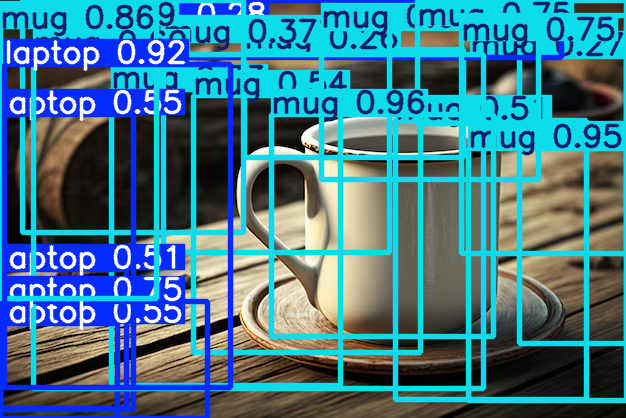 mug 0.869
0.28
mug
mug 0.75
mug 0.37
mug 0.26
mug 0.75
0.27
laptop 0.92
mug
mug 0.54
aptop 0.55
mug 0.96
0.51
mug 0.95
aptop 0.51
aptop 0.75
aptop 0.55